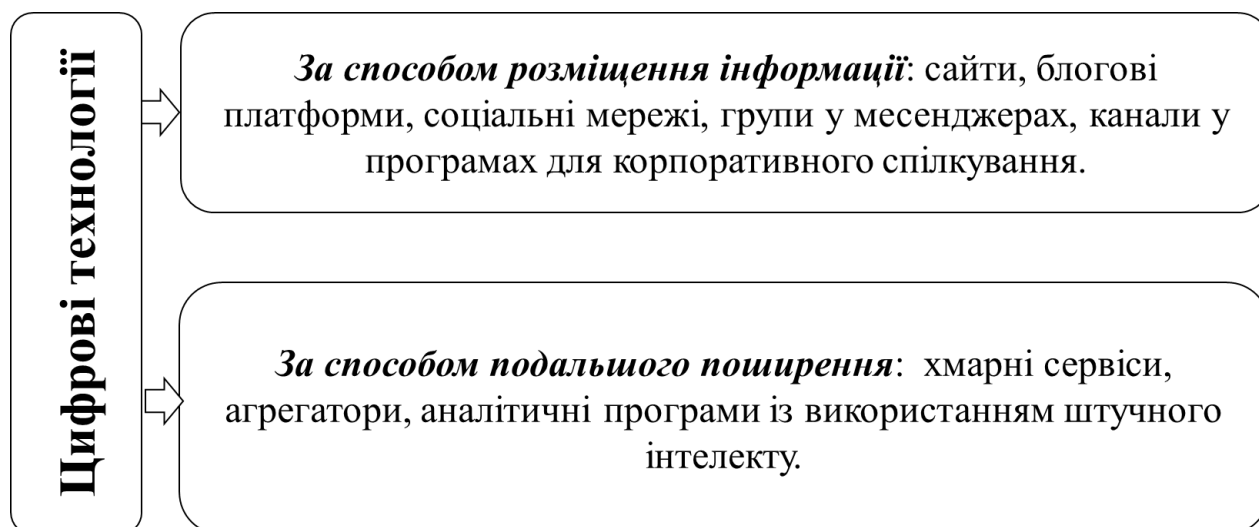 Цифрові технології
За способом розміщення інформації: сайти, блогові
платформи, соціальні мережі, групи у месенджерах, канали у
програмах для корпоративного спілкування.
За способом подальшого поширення: хмарні сервіси,
агрегатори, аналітичні програми із використанням штучного
інтелекту.